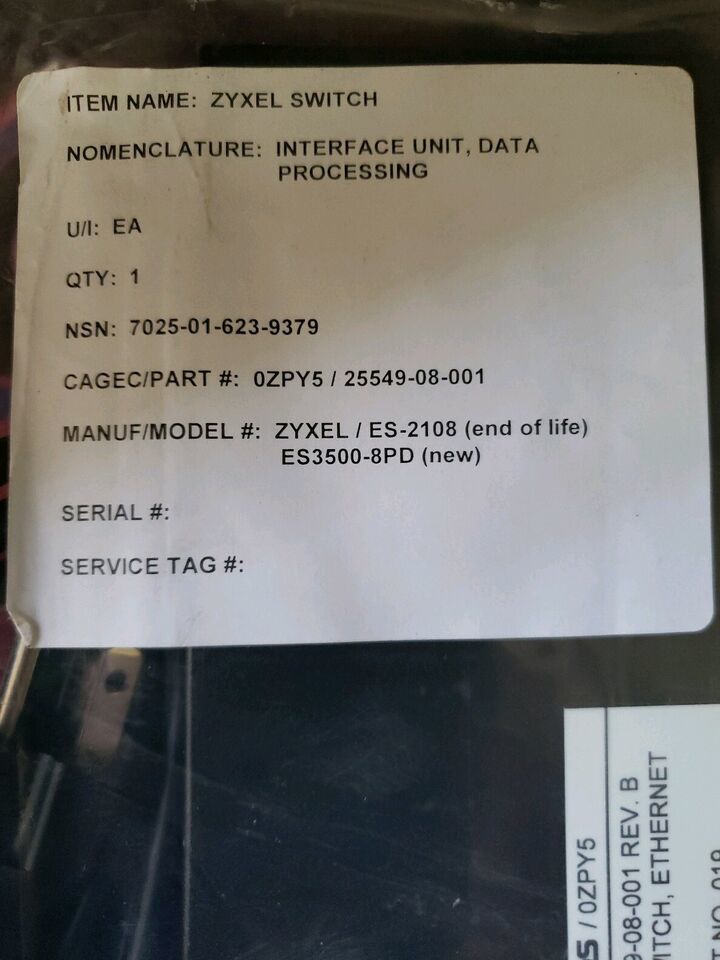 ITEM NAME: ZYXEL SWITCH
NOMENCLATURE: INTERFACE UNIT, DATA
PROCESSING
U/I: EA
QTY: 1
NSN: 7025-01-623-9379
CAGEC/PART #: 0ZPY5 / 25549-08-001
MANUF/MODEL #: ZYXEL / ES-2108 (end of life)
ES3500-8PD (new)
SERIAL #:
SERVICE TAG #:
S / 0ZPY5
9-08-001 REV. B
ITCH, ETHERNET
T NO. 019